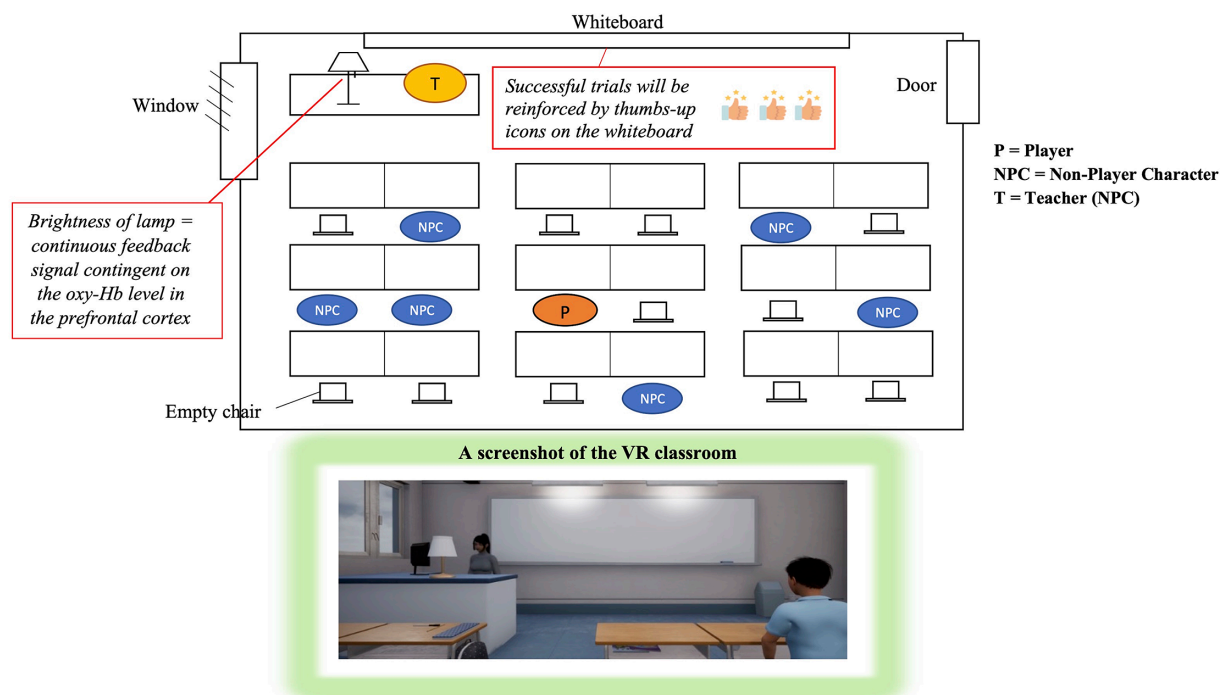 Whiteboard
Window
Door
T
Successful trials will be
reinforced by thumbs-up
icons on the whiteboard
P = Player
NPC = Non-Player Character
T = Teacher (NPC)
Brightness of lamp =
continuous feedback
signal contingent on
the oxy-Hb level in
the prefrontal cortex
NPC
NPC
NPC
NPC
P
NPC
Empty chair
NPC
A screenshot of the VR classroom